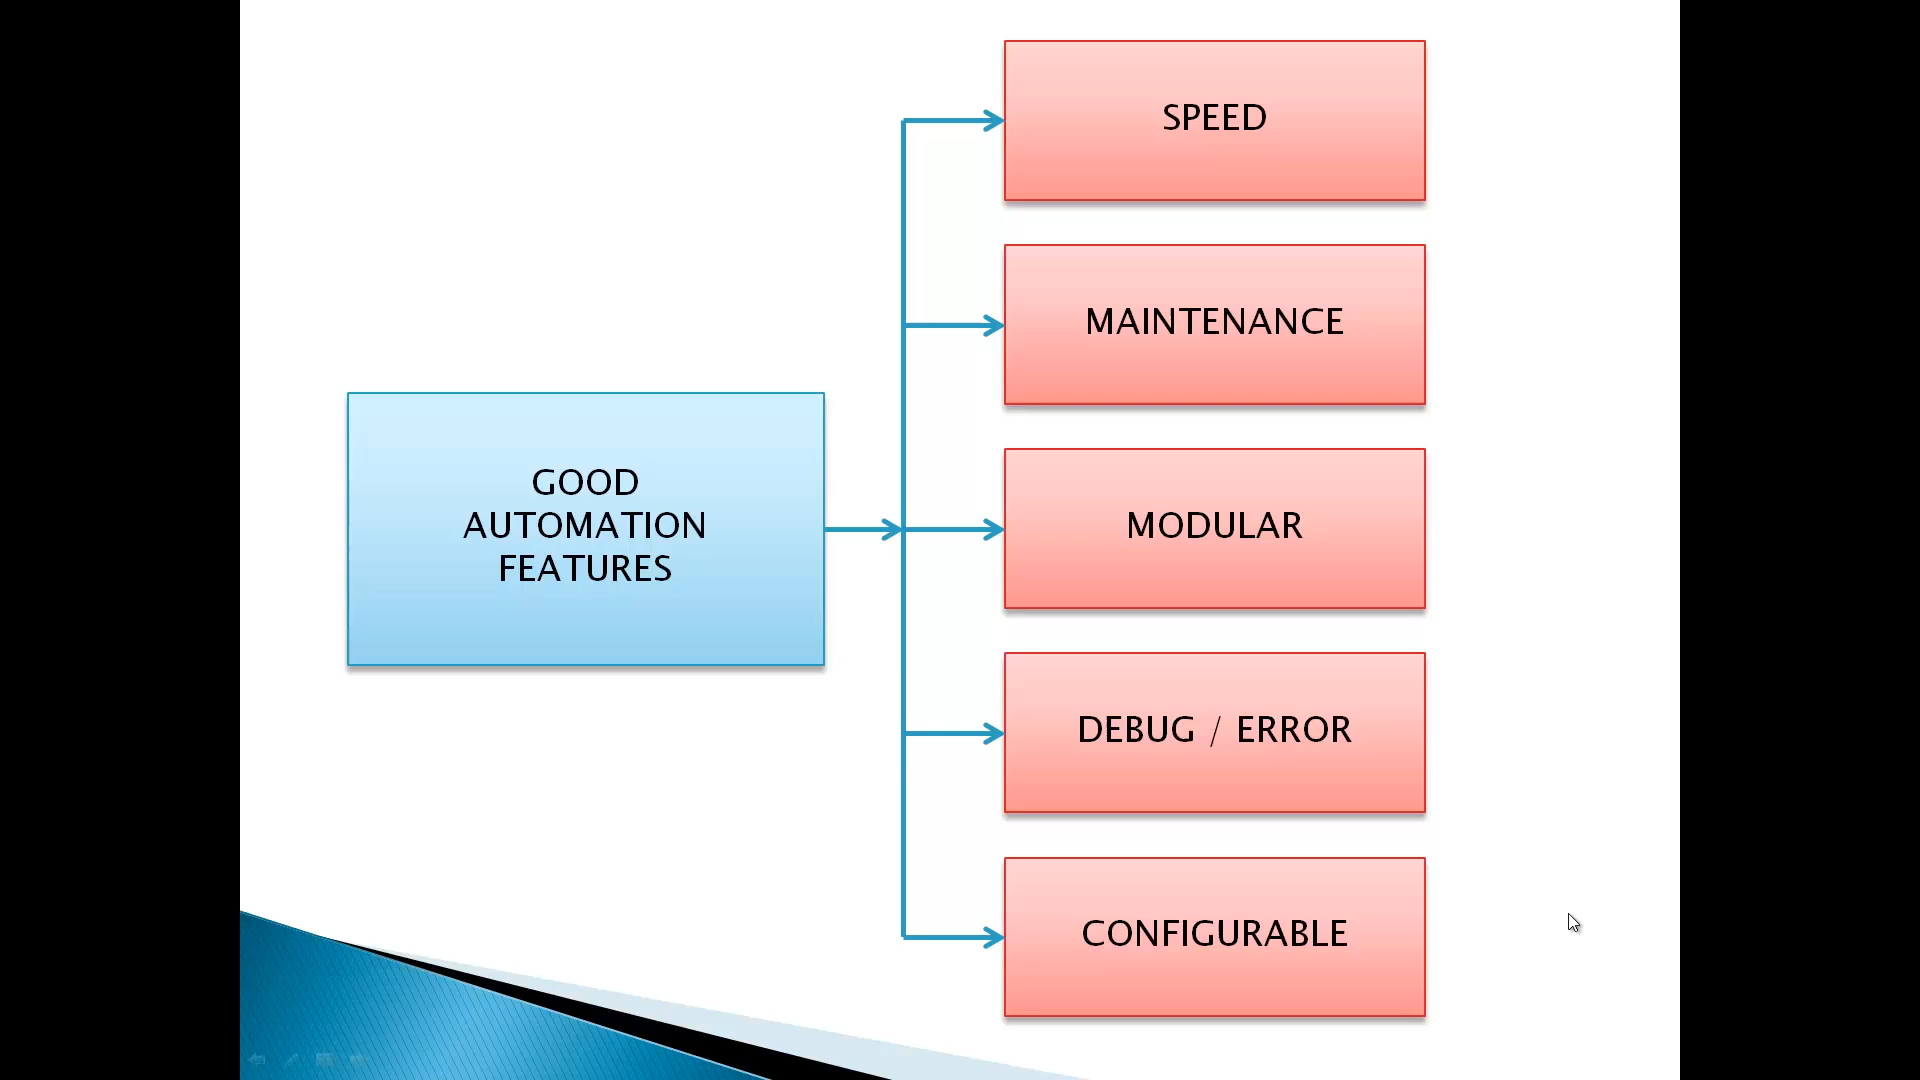 GOOD
AUTOMATION
FEATURES
SPEED
MAINTENANCE
MODULAR
DEBUG / ERROR
CONFIGURABLE